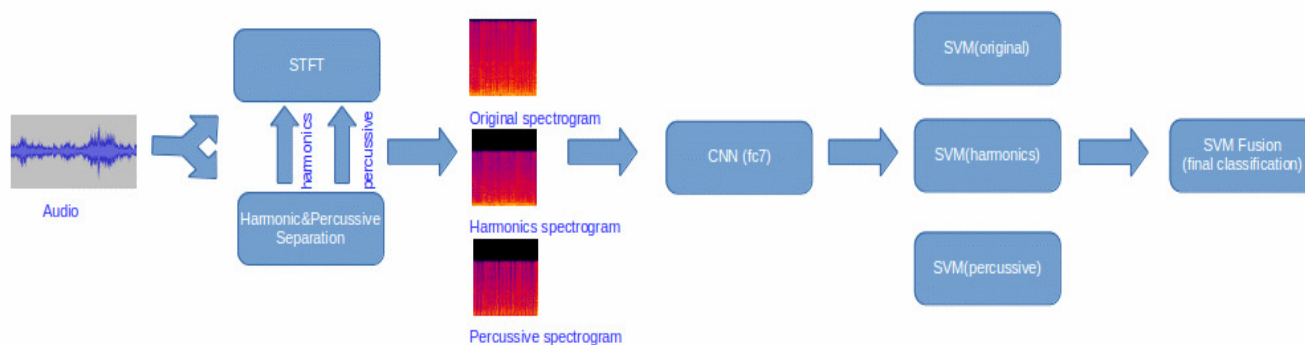 Audio
STFT
harmonics
percussive
Harmonic&Percussive
Separation
Original spectrogram
Harmonics spectrogram
Percussive spectrogram
CNN (fc7)
SVM(original)
SVM(harmonics)
SVM(percussive)
SVM Fusion
(final classification)